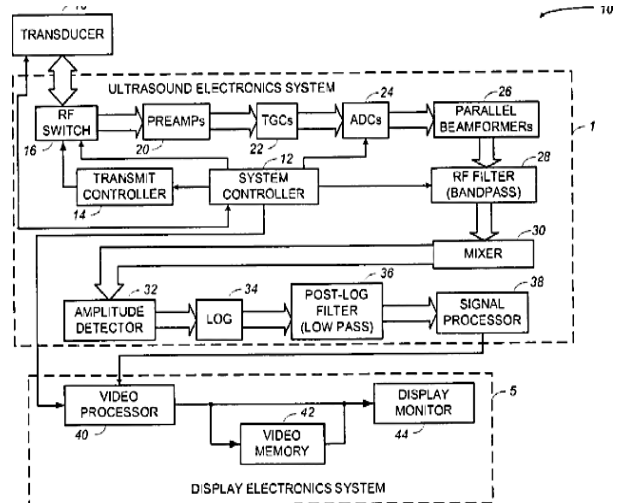 10
TRANSDUCER
ULTRASOUND ELECTRONICS SYSTEM
24
26
RF
SWITCH
16
PREAMPs
20
TGCs
22
ADCs
PARALLEL
BEAMFORMERs
1
12
28
TRANSMIT
CONTROLLER
14
SYSTEM
CONTROLLER
RF FILTER
(BANDPASS)
30
MIXER
32
34
36
38
AMPLITUDE
DETECTOR
LOG
POST-LOG
FILTER
(LOW PASS)
SIGNAL
PROCESSOR
5
VIDEO
PROCESSOR
40
42
VIDEO
MEMORY
DISPLAY
MONITOR
44
DISPLAY ELECTRONICS SYSTEM